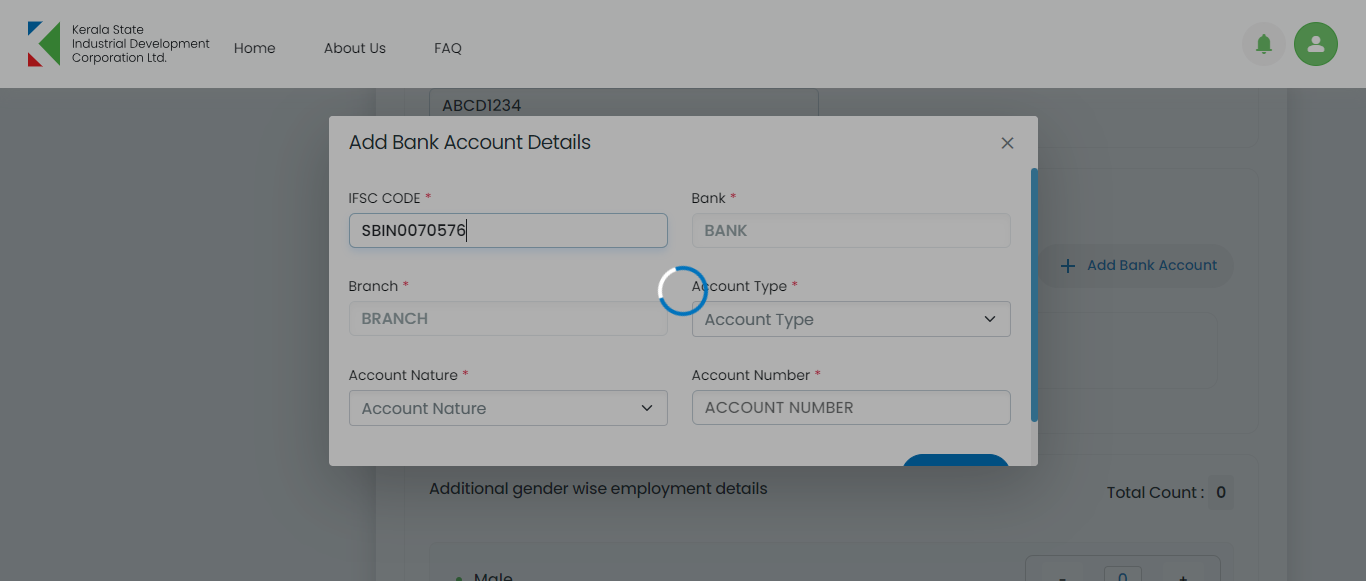 Kerala State
Industrial Development
Corporation Ltd.
Home
About Us
FAQ
ABCD1234
Add Bank Account Details
IFSC CODE *
Bank *
SBIN0070576
BANK
Add Bank Account
Branch *
Account Type *
BRANCH
Account Type
Account Nature *
Account Number *
Account Nature
ACCOUNT NUMBER
Additional gender wise employment details
Total Count : 0
Male
- 0 +